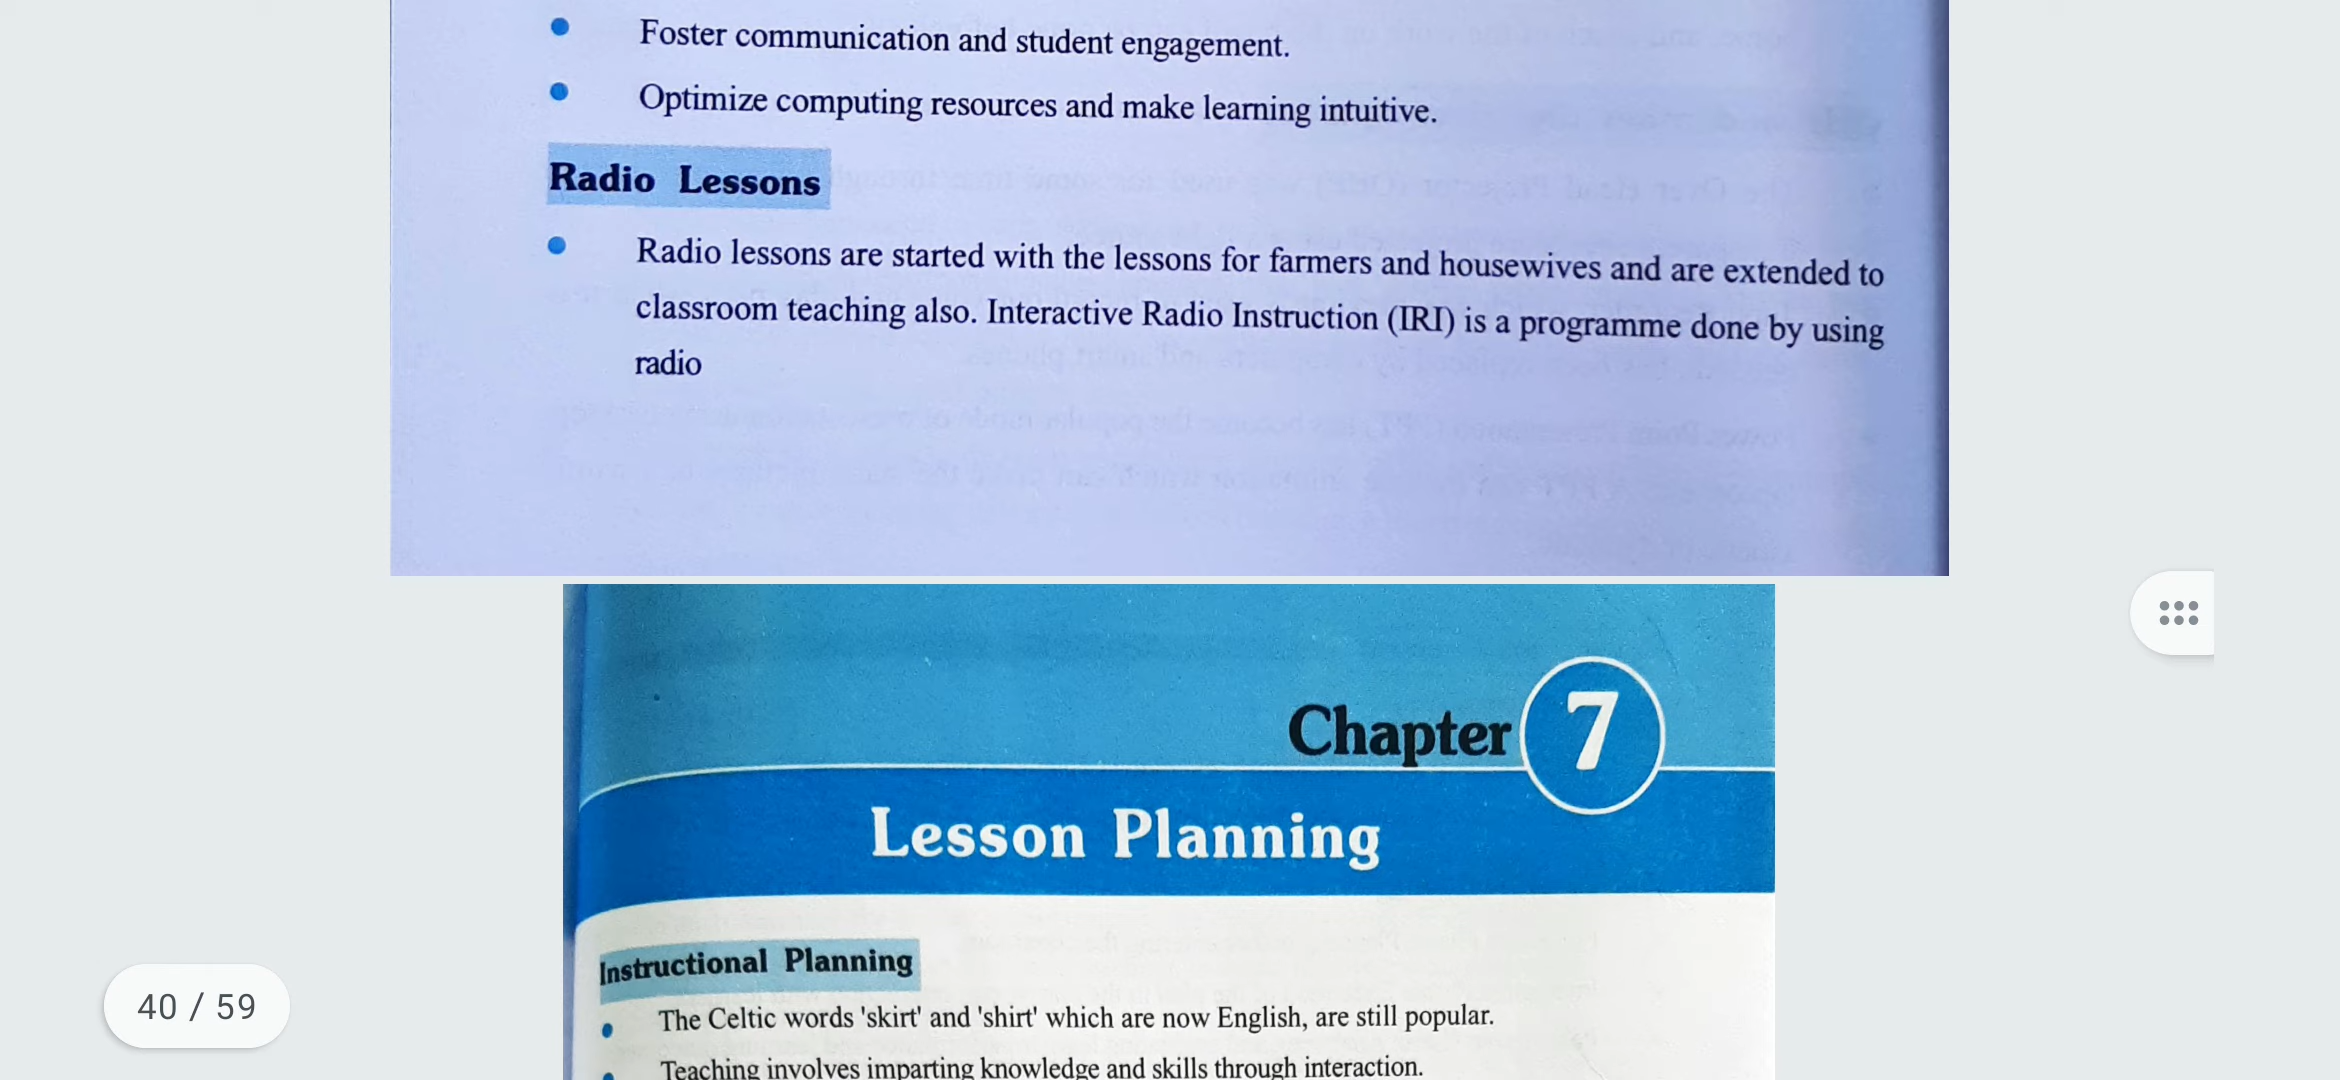 Foster communication and student engagement.
Optimize computing resources and make learning intuitive.
Radio Lessons
Radio lessons are started with the lessons for farmers and housewives and are extended to
classroom teaching also. Interactive Radio Instruction (IRI) is a programme done by using
radio
Chapter 7
Lesson Planning
Instructional Planning
The Celtic words 'skirt' and 'shirt' which are now English, are still popular.
40 / 59
Teaching involves imparting knowledge and skills through interaction.